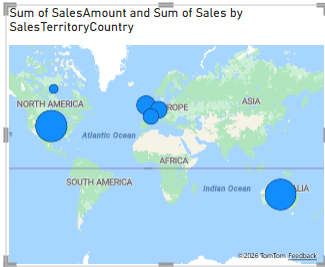 Sum of SalesAmount and Sum of Sales by
SalesTerritoryCountry
NORTH AMERICA
ROPE
ASIA
Atlantic Ocean
AFRICA
SOUTH AMERICA
Indian Ocean
LIA
©2026 TomTom Feedback